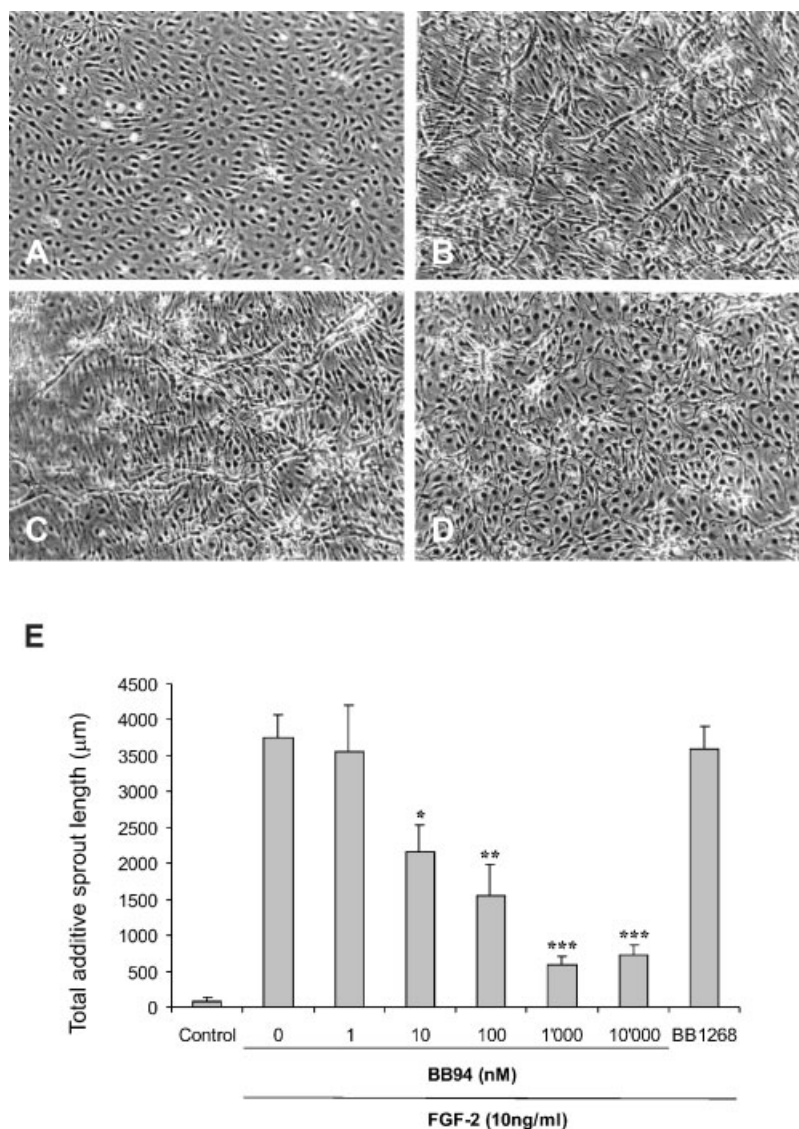 A
B
C
D
E
Total additive sprout length (µm)
4500
4000
3500
3000
2500
2000
1500
1000
500
0
*
**
***
***
Control 0 1 10 100 1'000 10'000 BB1268
BB94 (nM)
FGF-2 (10ng/ml)